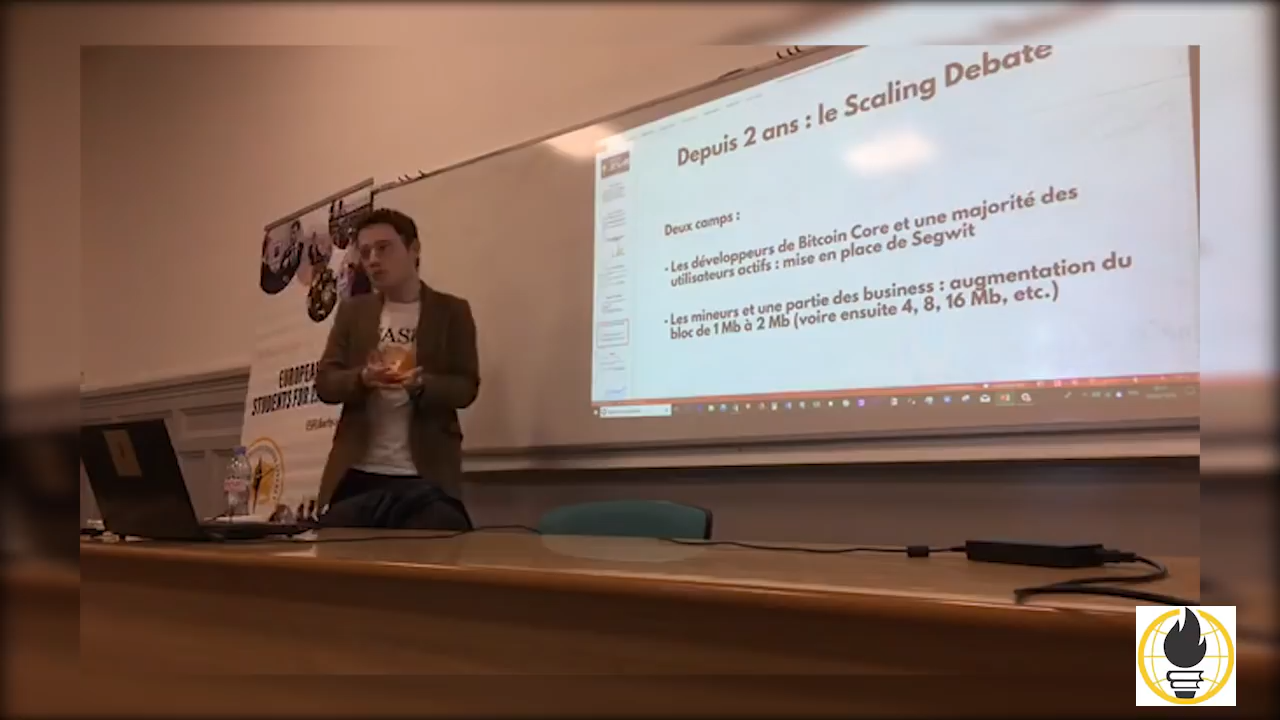 Depuis 2 ans : le Scaling Debate
Deux camps :
• Les développeurs de Bitcoin Core et une majorité des
utilisateurs actifs : mise en place de Segwit
• Les mineurs et une partie des business : augmentation du
bloc de 1 Mb à 2 Mb (voire ensuite 4, 8, 16 Mb, etc.)
STUDENTS FOR